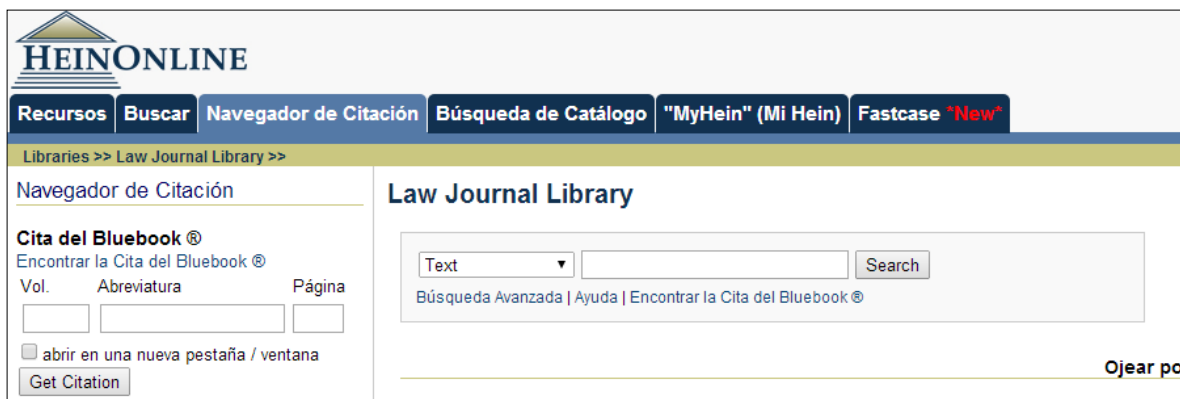 HEINONLINE
Recursos Buscar Navegador de Citación Búsqueda de Catálogo "MyHein" (Mi Hein) Fastcase *New*
Libraries >> Law Journal Library >>
Navegador de Citación
Cita del Bluebook ®
Encontrar la Cita del Bluebook ®
Vol. Abreviatura Página
abrir en una nueva pestaña / ventana
Get Citation
Law Journal Library
Text Search
Búsqueda Avanzada | Ayuda | Encontrar la Cita del Bluebook ®
Ojear po